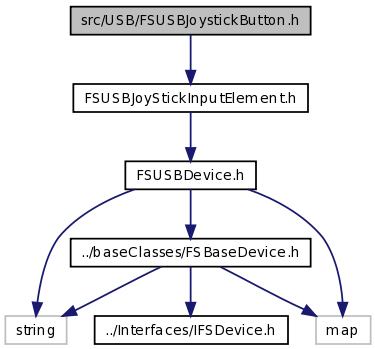 src/USB/FSUSBJoystickButton.h
FSUSBJoyStickInputElement.h
FSUSBDevice.h
../baseClasses/FSBaseDevice.h
string
../Interfaces/IFSDevice.h
map